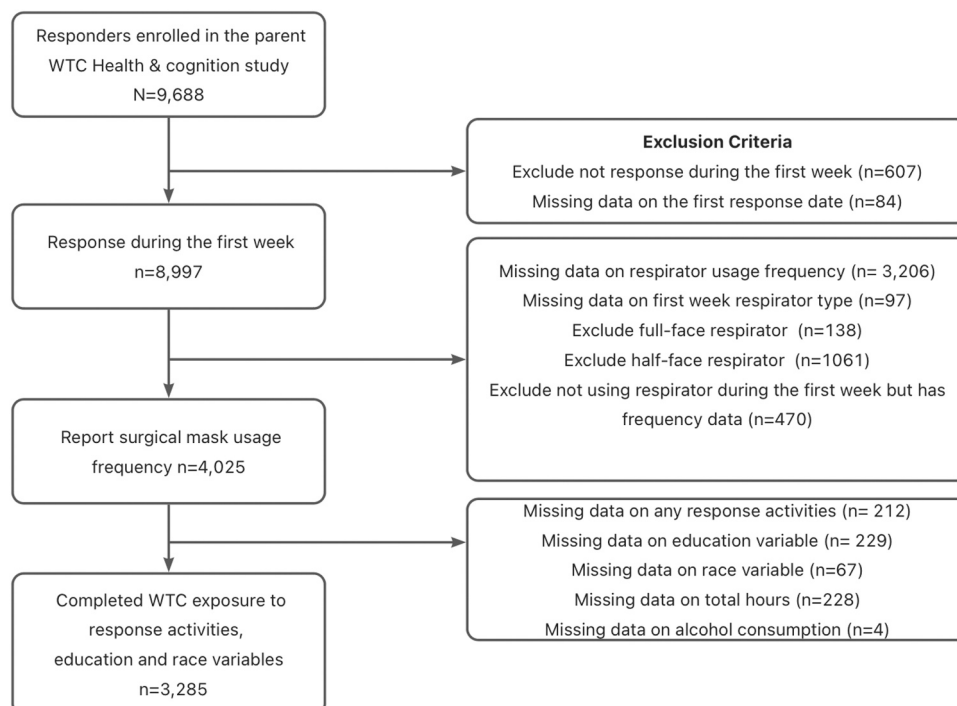 Responders enrolled in the parent
WTC Health & cognition study
N=9,688
Exclusion Criteria
Exclude not response during the first week (n=607)
Missing data on the first response date (n=84)
Response during the first week
n=8,997
Missing data on respirator usage frequency (n= 3,206)
Missing data on first week respirator type (n=97)
Exclude full-face respirator (n=138)
Exclude half-face respirator (n=1061)
Exclude not using respirator during the first week but has
frequency data (n=470)
Report surgical mask usage
frequency n=4,025
Missing data on any response activities (n= 212)
Missing data on education variable (n= 229)
Missing data on race variable (n=67)
Missing data on total hours (n=228)
Missing data on alcohol consumption (n=4)
Completed WTC exposure to
response activities,
education and race variables
n=3,285